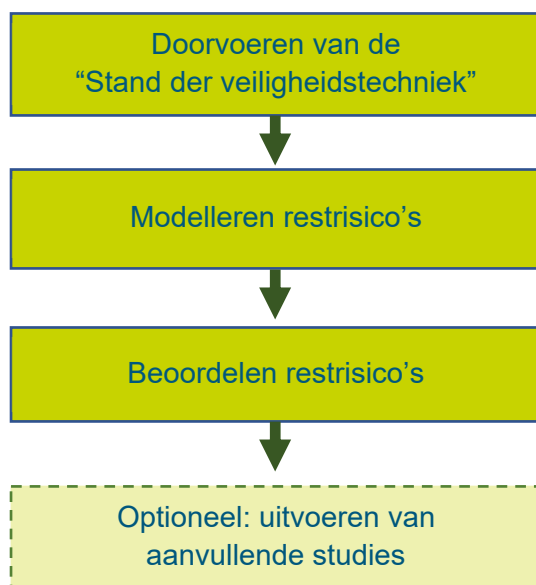 Doorvoeren van de
“Stand der veiligheidstechniek”
Modelleren restrisico’s
Beoordelen restrisico’s
Optioneel: uitvoeren van
aanvullende studies